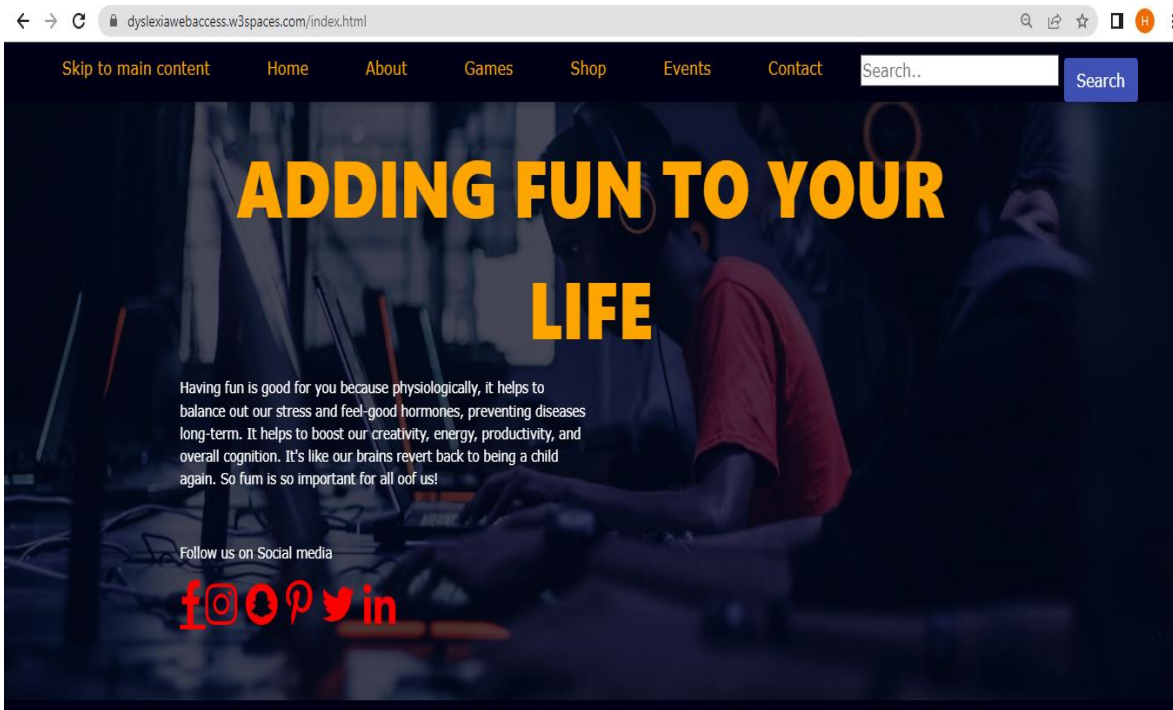 dyslexiawebaccess.w3spaces.com/index.html
H
Skip to main content Home About Games Shop Events Contact Search.. Search
ADDING FUN TO YOUR
LIFE
Having fun is good for you because physiologically, it helps to
balance out our stress and feel-good hormones, preventing diseases
long-term. It helps to boost our creativity, energy, productivity, and
overall cognition. It's like our brains revert back to being a child
again. So fum is so important for all oof us!
Follow us on Social media
in